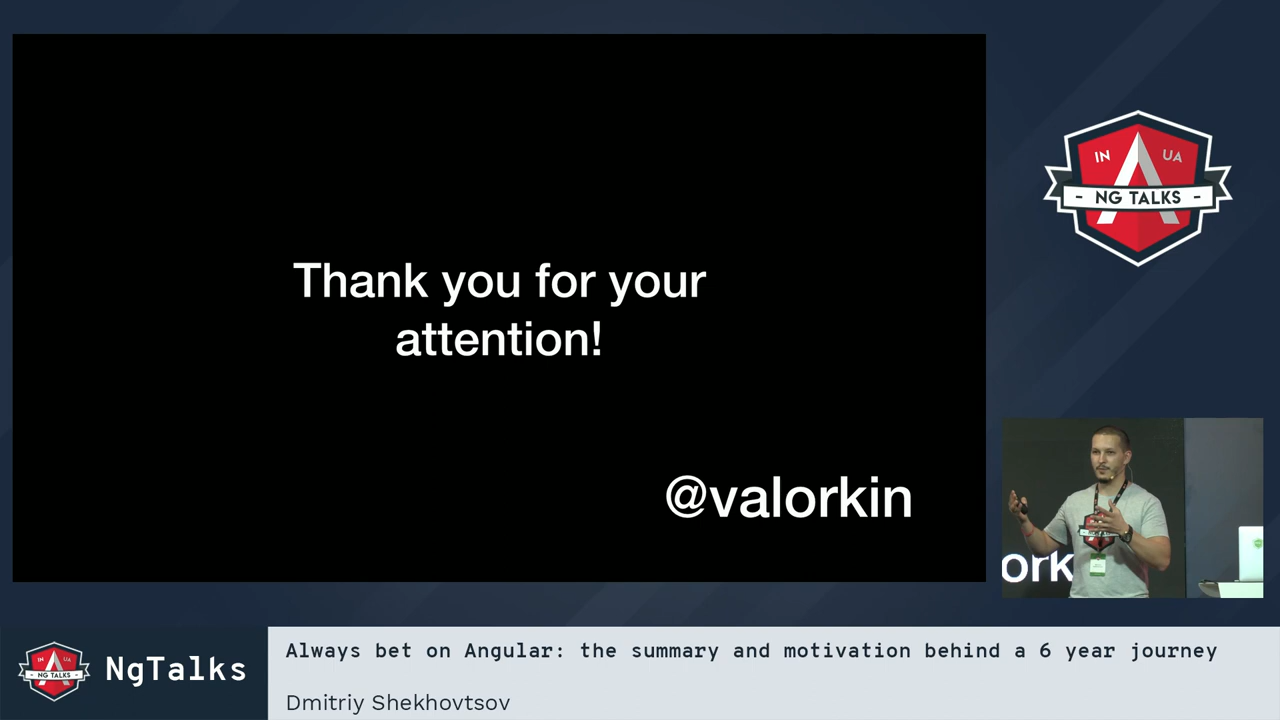 Thank you for your
attention!
@valorkin
IN UA
- NG TALKS -
ork
IN UA
- NG TALKS -
NgTalks
Always bet on Angular: the summary and motivation behind a 6 year journey
Dmitriy Shekhovtsov